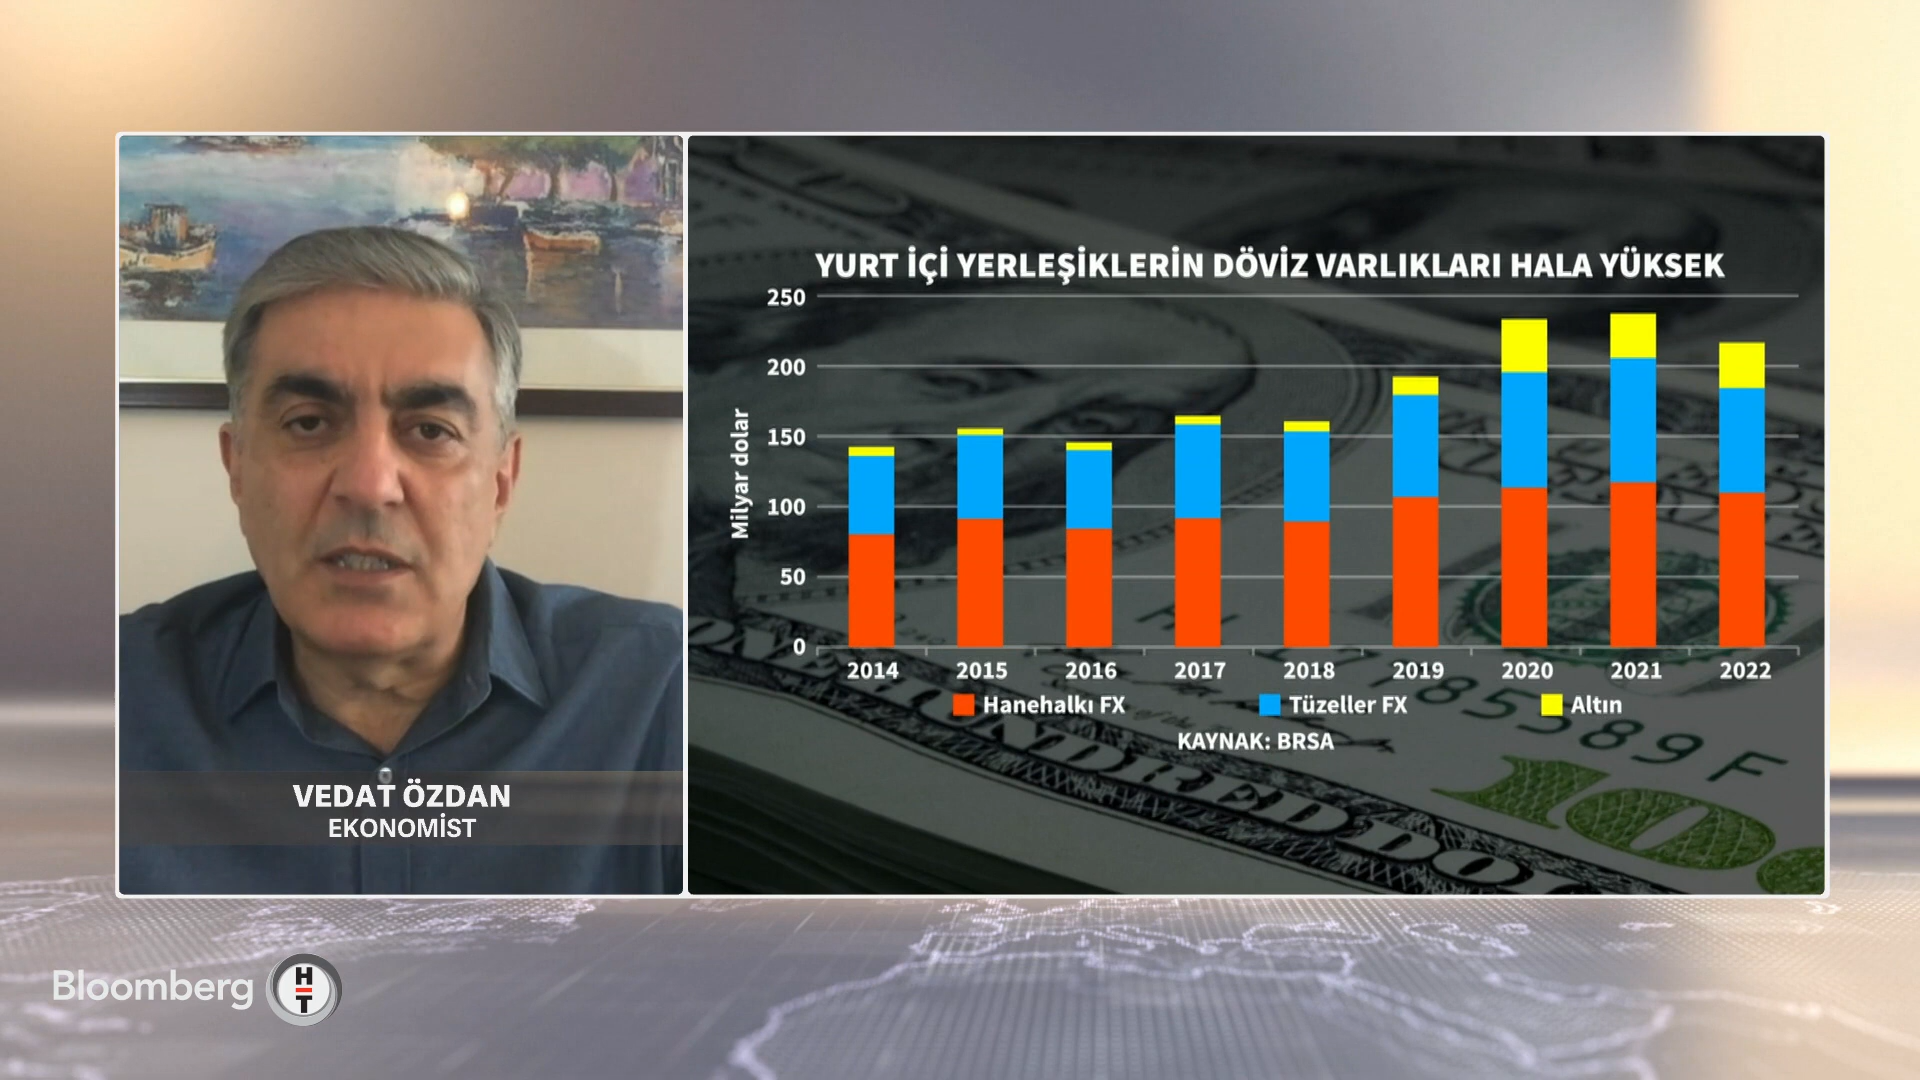 YURT İÇİ YERLEŞİKLERİN DÖVİZ VARLIKLARI HALA YÜKSEK
250
200
150
100
50
0
Milyar dolar
2014 2015 2016 2017 2018 2019 2020 2021 2022
Hanehalkı FX Tüzeller FX Altın
KAYNAK: BRSA
VEDAT ÖZDAN
EKONOMİST
Bloomberg HT